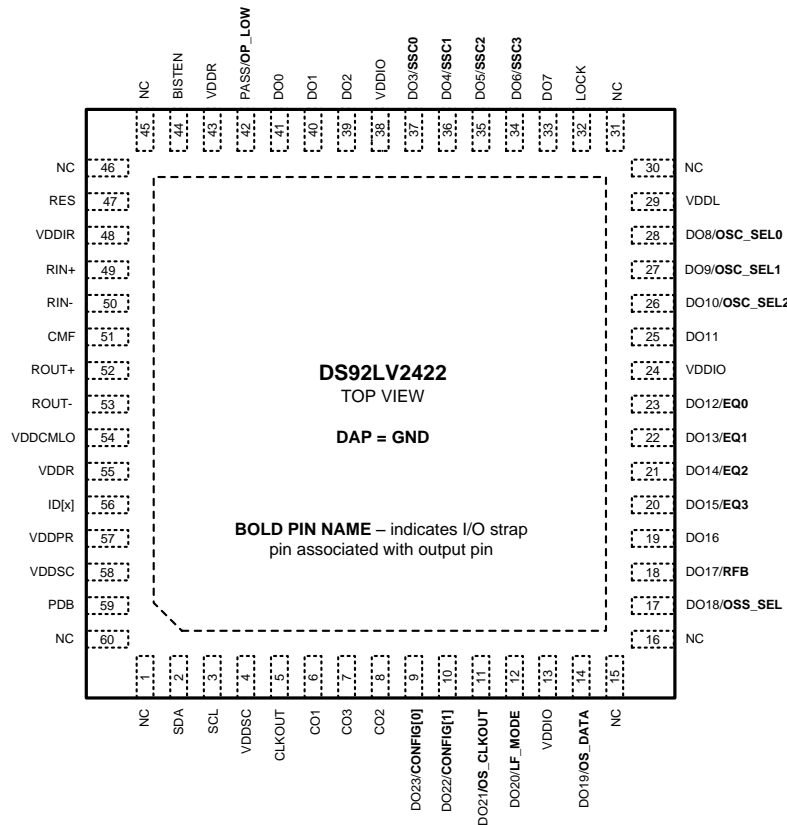 NC
BISTEN
VDDR
PASS/OP_LOW
DO0
DO1
DO2
VDDIO
DO3/SSC0
DO4/SSC1
DO5/SSC2
DO6/SSC3
DO7
LOCK
NC
45
44
43
42
41
40
39
38
37
36
35
34
33
32
31
NC 46
RES 47
VDDIR 48
RIN+ 49
RIN- 50
CMF 51
ROUT+ 52
ROUT- 53
VDDCMLO 54
VDDR 55
ID[x] 56
VDDPR 57
VDDSC 58
PDB 59
NC 60
DS92LV2422
TOP VIEW
DAP = GND
BOLD PIN NAME – indicates I/O strap
pin associated with output pin
30 NC
29 VDDL
28 DO8/OSC_SEL0
27 DO9/OSC_SEL1
26 DO10/OSC_SEL2
25 DO11
24 VDDIO
23 DO12/EQ0
22 DO13/EQ1
21 DO14/EQ2
20 DO15/EQ3
19 DO16
18 DO17/RFB
17 DO18/OSS_SEL
16 NC
1
2
3
4
5
6
7
8
9
10
11
12
13
14
15
NC
SDA
SCL
VDDSC
CLKOUT
CO1
CO3
CO2
DO23/CONFIG[0]
DO22/CONFIG[1]
DO21/OS_CLKOUT
DO20/LF_MODE
VDDIO
DO19/OS_DATA
NC